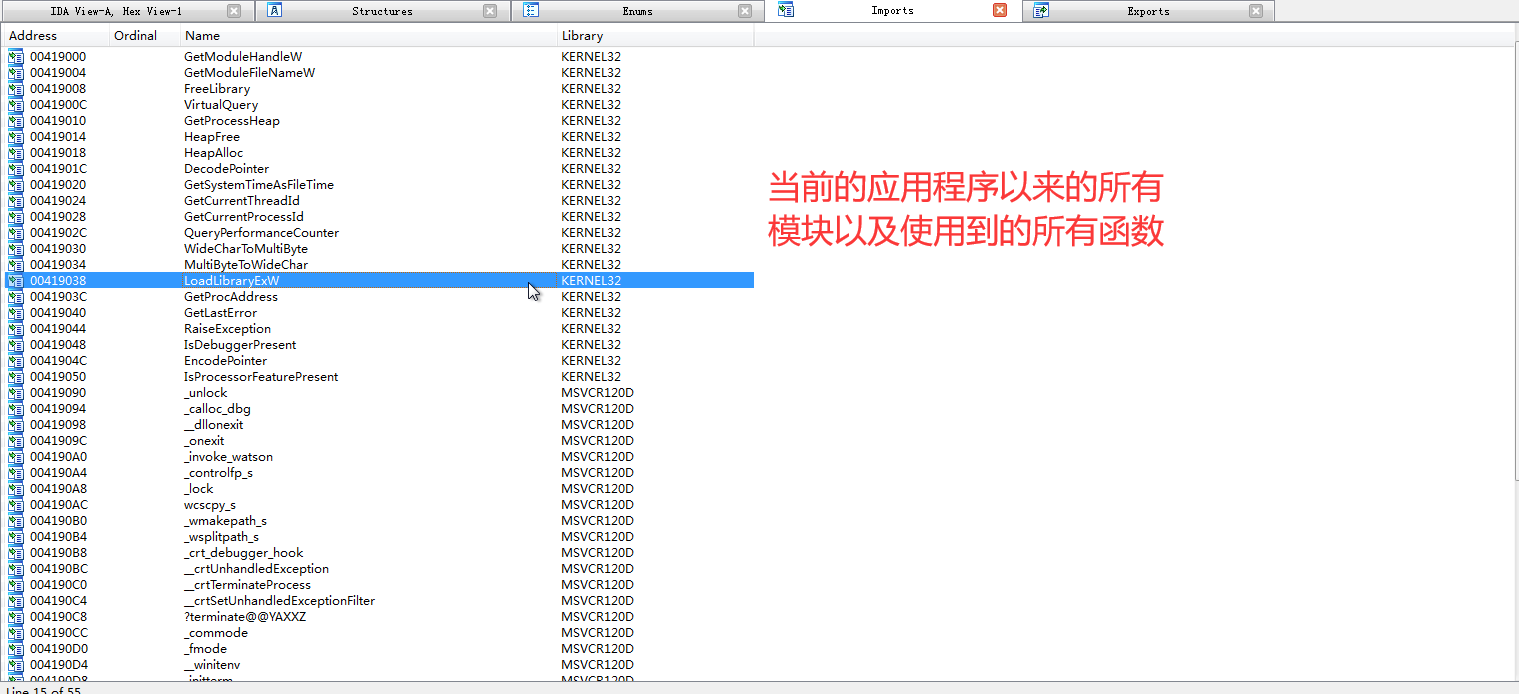 IDA View-A, Hex View-1
Structures
Enums
Imports
Exports
Address Ordinal Name Library
00419000 GetModuleHandleW KERNEL32
00419004 GetModuleFileNameW KERNEL32
00419008 FreeLibrary KERNEL32
0041900C VirtualQuery KERNEL32
00419010 GetProcessHeap KERNEL32
00419014 HeapFree KERNEL32
00419018 HeapAlloc KERNEL32
0041901C DecodePointer KERNEL32
00419020 GetSystemTimeAsFileTime KERNEL32
00419024 GetCurrentThreadId KERNEL32
00419028 GetCurrentProcessId KERNEL32
0041902C QueryPerformanceCounter KERNEL32
00419030 WideCharToMultiByte KERNEL32
00419034 MultiByteToWideChar KERNEL32
00419038 LoadLibraryExW KERNEL32
0041903C GetProcAddress KERNEL32
00419040 GetLastError KERNEL32
00419044 RaiseException KERNEL32
00419048 IsDebuggerPresent KERNEL32
0041904C EncodePointer KERNEL32
00419050 IsProcessorFeaturePresent KERNEL32
00419090 _unlock MSVCR120D
00419094 _calloc_dbg MSVCR120D
00419098 __dllonexit MSVCR120D
0041909C _onexit MSVCR120D
004190A0 _invoke_watson MSVCR120D
004190A4 _controlfp_s MSVCR120D
004190A8 _lock MSVCR120D
004190AC wcscpy_s MSVCR120D
004190B0 _wmakepath_s MSVCR120D
004190B4 _wsplitpath_s MSVCR120D
004190B8 _crt_debugger_hook MSVCR120D
004190BC __crtUnhandledException MSVCR120D
004190C0 __crtTerminateProcess MSVCR120D
004190C4 __crtSetUnhandledExceptionFilter MSVCR120D
004190C8 ?terminate@@YAXXZ MSVCR120D
004190CC _commode MSVCR120D
004190D0 _fmode MSVCR120D
004190D4 __winitenv MSVCR120D
004190D8 _initterm MSVCR120D
Line 15 of 55
当前的应用程序以来的所有
模块以及使用到的所有函数